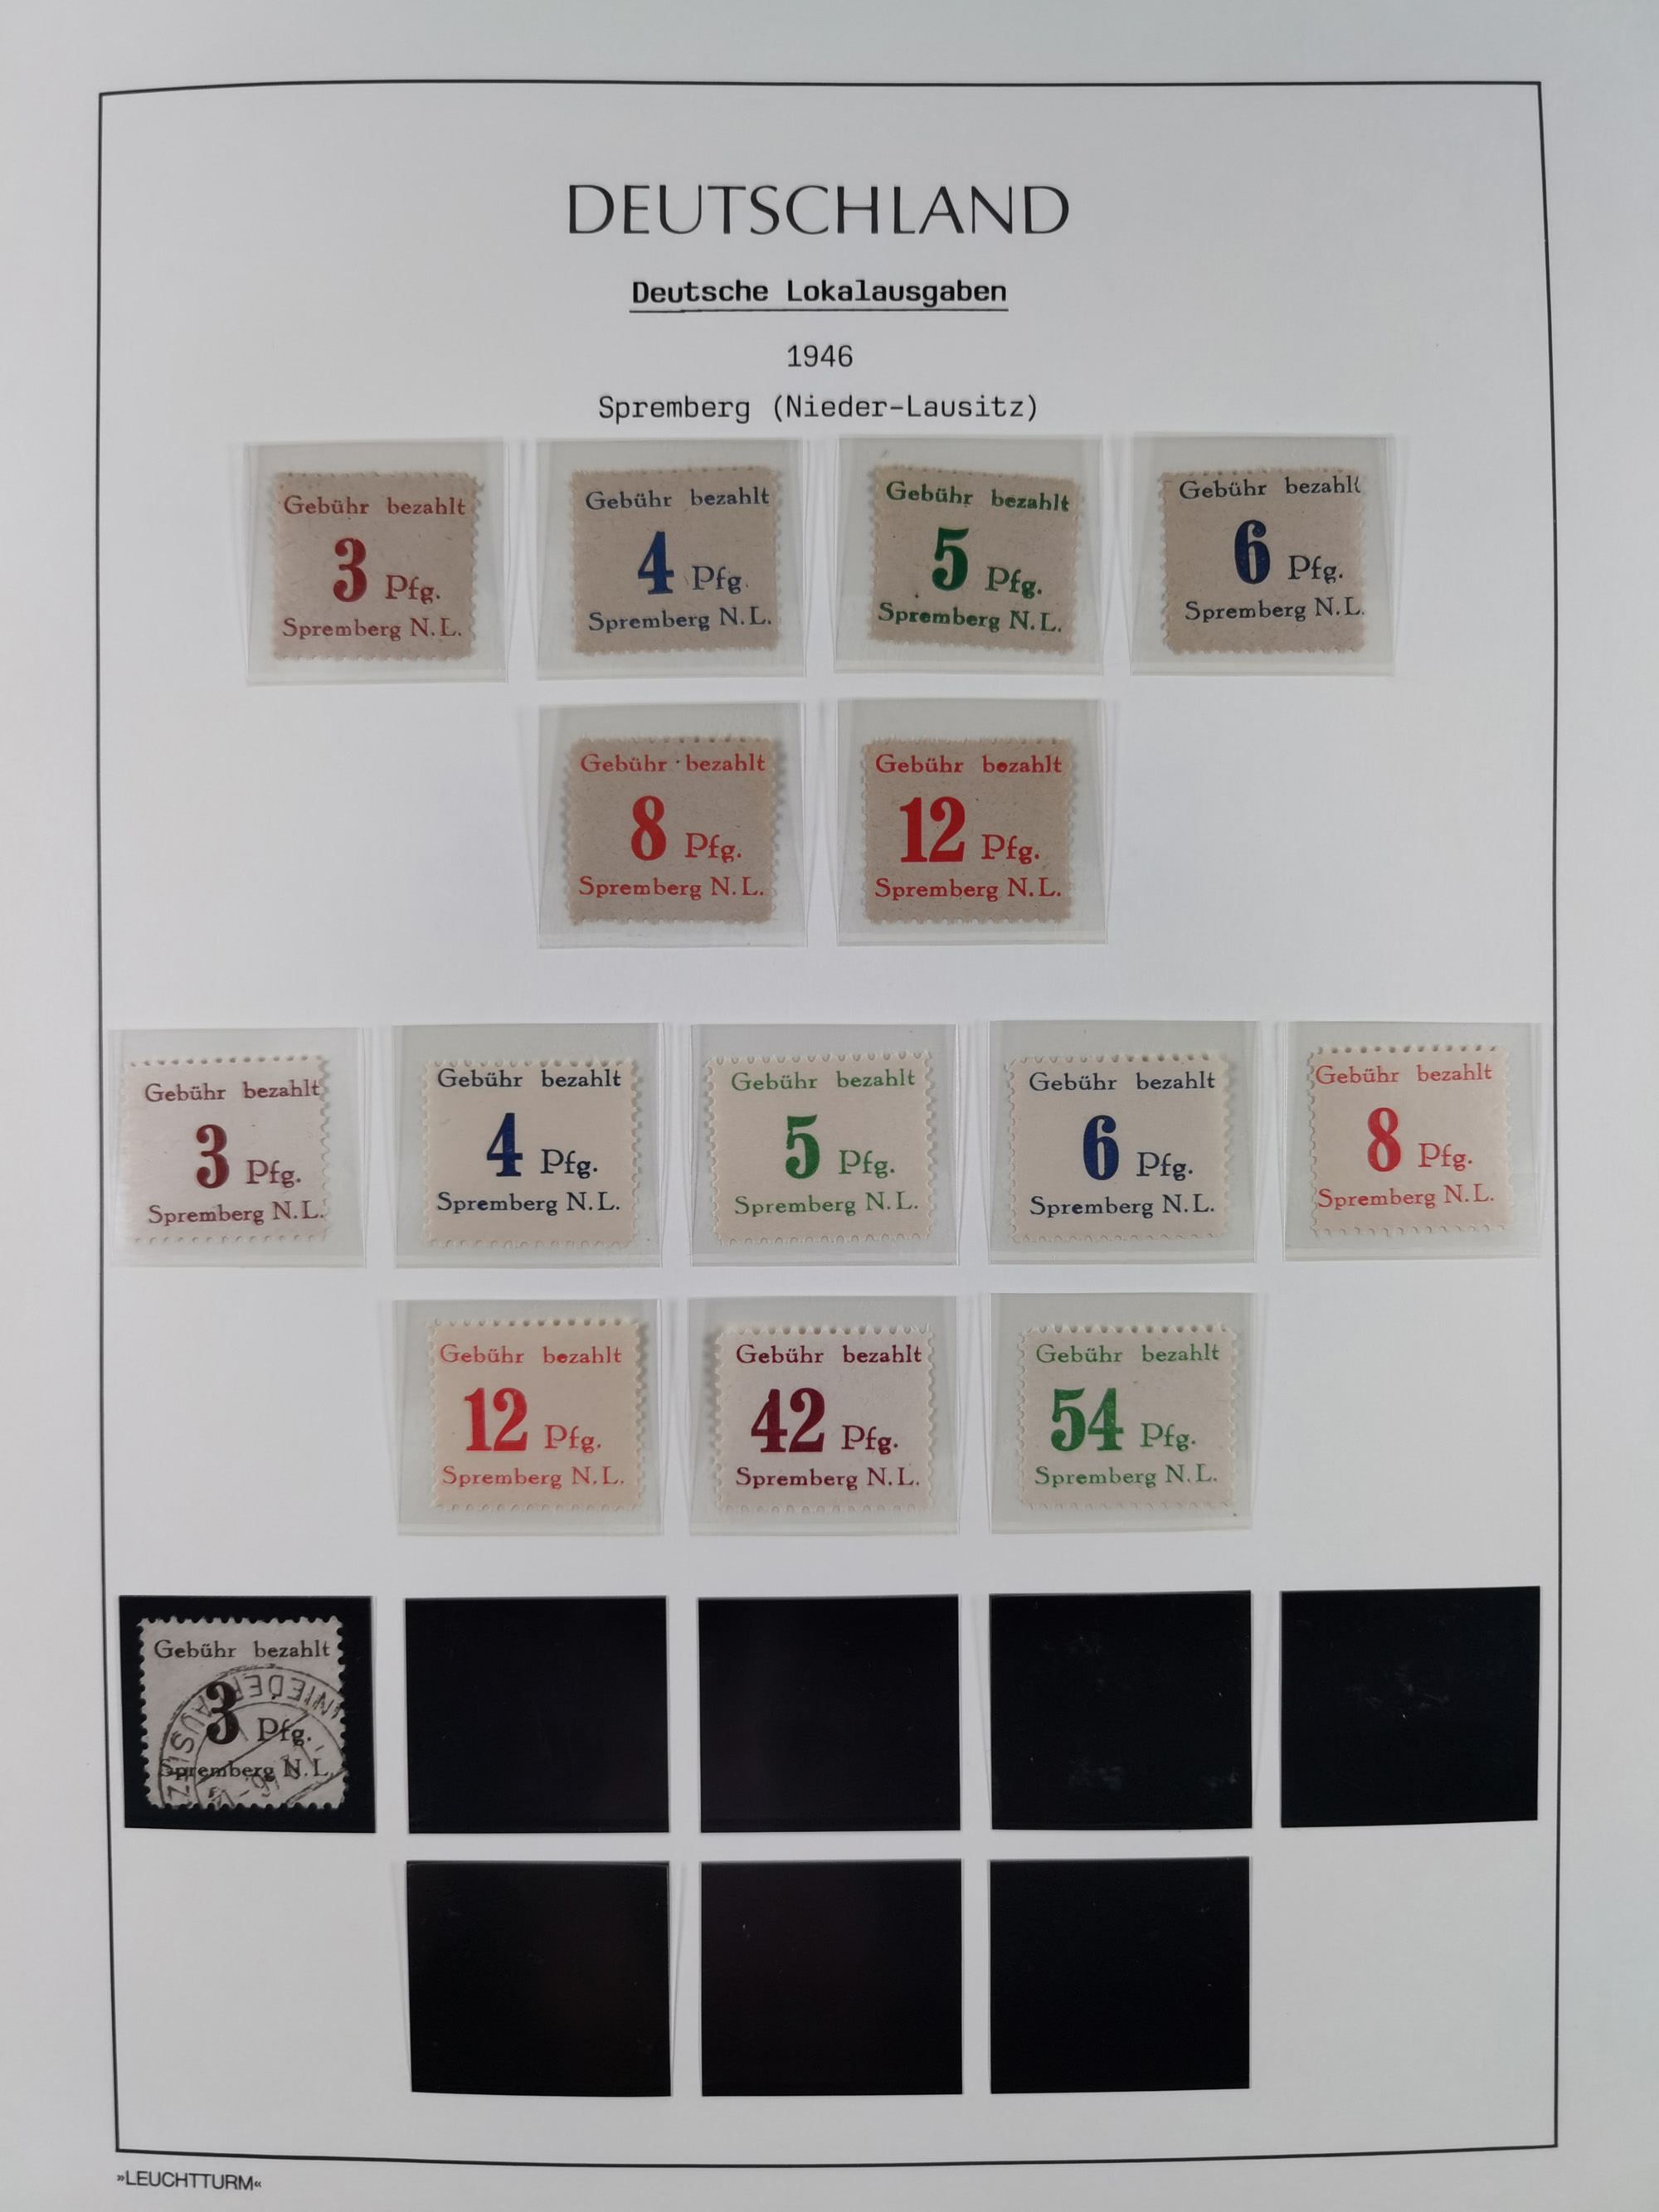 DEUTSCHLAND
Deutsche Lokalausgaben
1946
Spremberg (Nieder-Lausitz)
Gebühr bezahlt
3 Pfg.
Spremberg N.L.
Gebühr bezahlt
4 Pfg.
Spremberg N.L.
Gebühr bezahlt
5 Pfg.
Spremberg N.L.
Gebühr bezahlt
6 Pfg.
Spremberg N.L.
Gebühr bezahlt
8 Pfg.
Spremberg N.L.
Gebühr bezahlt
12 Pfg.
Spremberg N.L.
Gebühr bezahlt
3 Pfg.
Spremberg N.L.
Gebühr bezahlt
4 Pfg.
Spremberg N.L.
Gebühr bezahlt
5 Pfg.
Spremberg N.L.
Gebühr bezahlt
6 Pfg.
Spremberg N.L.
Gebühr bezahlt
8 Pfg.
Spremberg N.L.
Gebühr bezahlt
12 Pfg.
Spremberg N.L.
Gebühr bezahlt
42 Pfg.
Spremberg N.L.
Gebühr bezahlt
54 Pfg.
Spremberg N.L.
Gebühr bezahlt
3 Pfg.
Spremberg N.L.
»LEUCHTTURM«